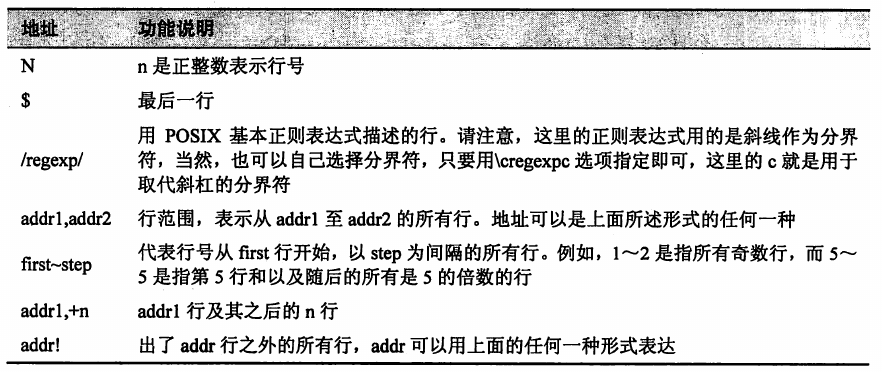 地址 功能说明
N n 是正整数表示行号
$ 最后一行
用 POSIX 基本正则表达式描述的行。请注意，这里的正则表达式用的是斜线作为分界
/regexp/ 符，当然，也可以自己选择分界符，只要用\cregexpc 选项指定即可，这里的 c 就是用于
取代斜杠的分界符
addr1,addr2 行范围，表示从 addr1 至 addr2 的所有行。地址可以是上面所述形式的任何一种
代表行号从 first 行开始，以 step 为间隔的所有行。例如，1～2 是指所有奇数行，而 5～
first~step
5 是指第 5 行和以及随后的所有是 5 的倍数的行
addr1,+n addr1 行及其之后的 n 行
addr! 出了 addr 行之外的所有行，addr 可以用上面的任何一种形式表达